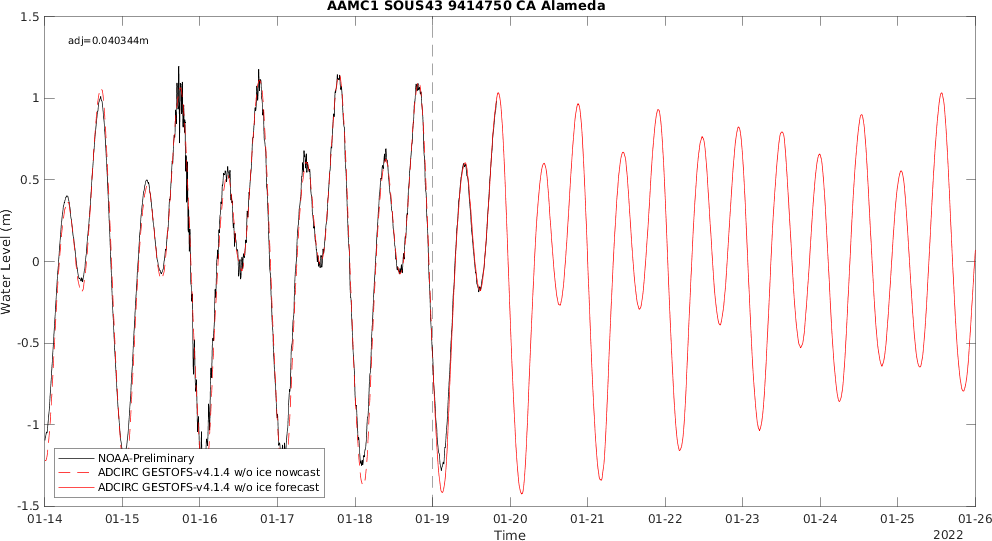 AAMC1 SOUS43 9414750 CA Alameda
adj=0.040344m
Water Level (m)
1.5
1
0.5
0
-0.5
-1
-1.5
NOAA-Preliminary
ADCIRC GESTOFS-v4.1.4 w/o ice nowcast
ADCIRC GESTOFS-v4.1.4 w/o ice forecast
01-14 01-15 01-16 01-17 01-18 01-19 01-20 01-21 01-22 01-23 01-24 01-25 01-26
Time
2022